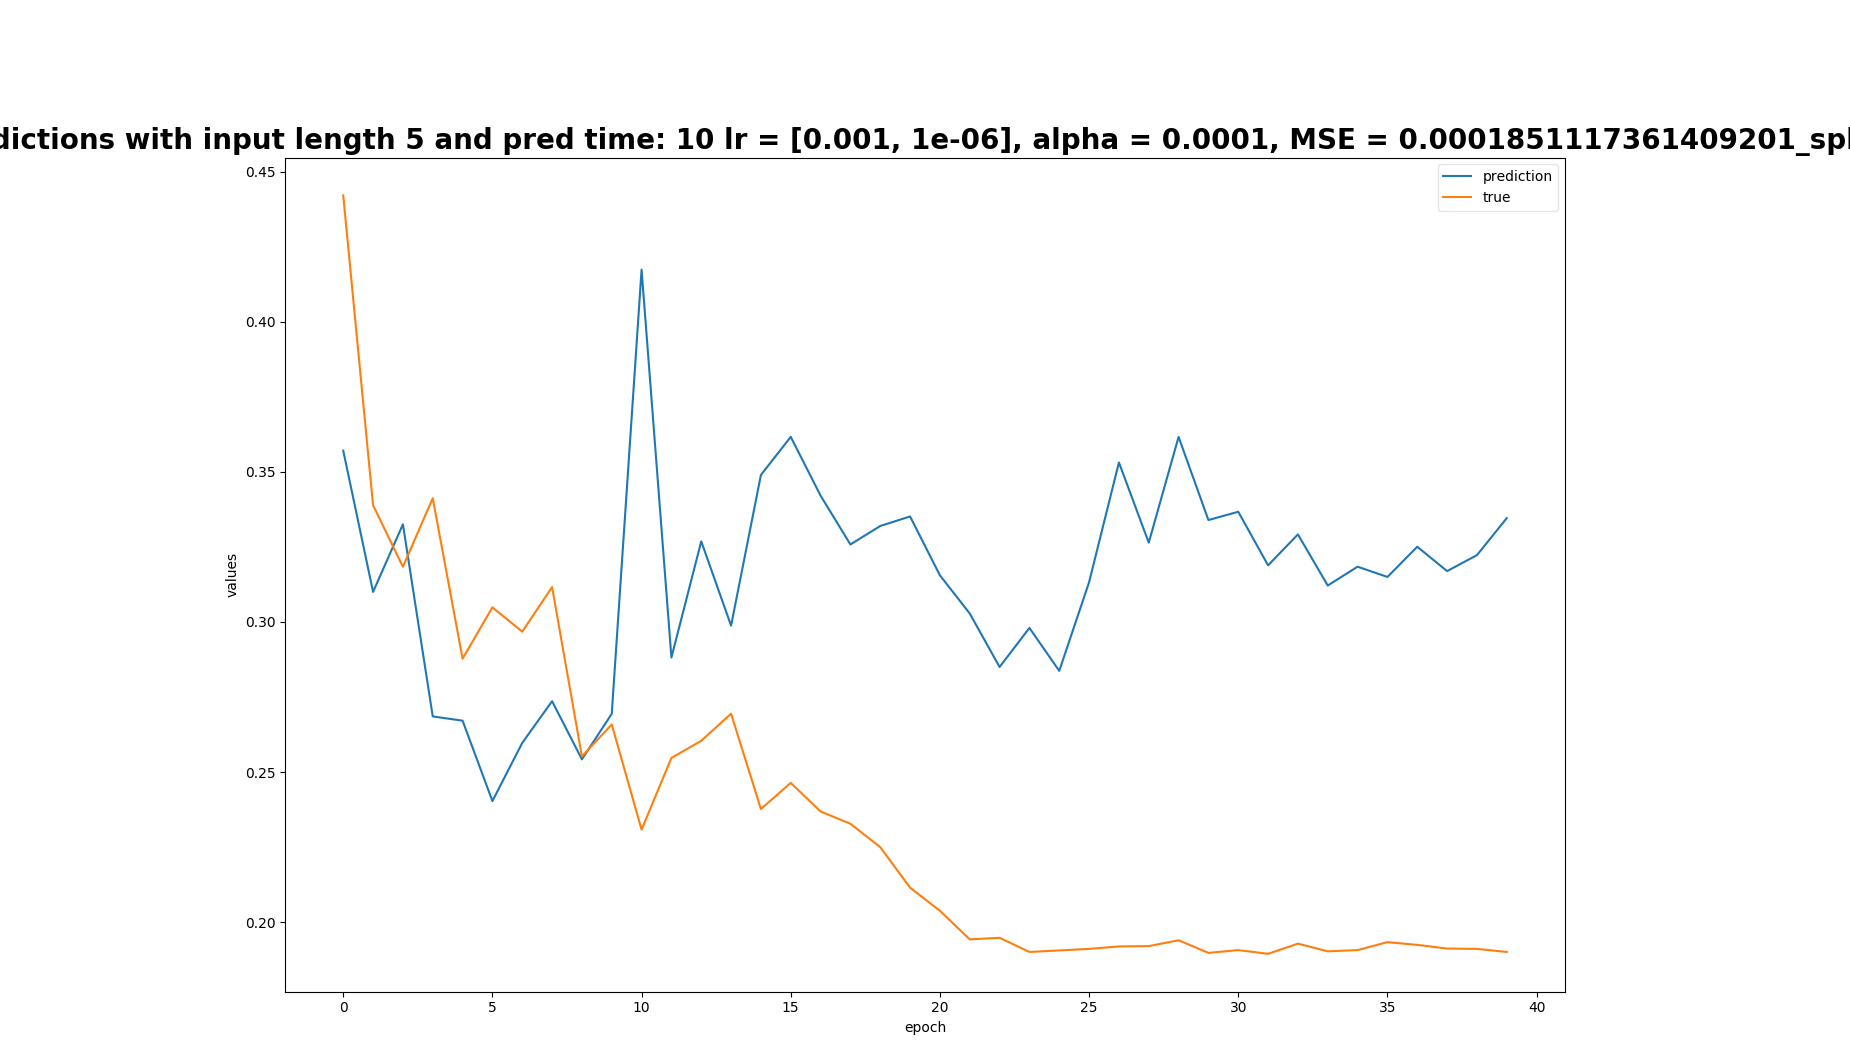 dictions with input length 5 and pred time: 10 lr = [0.001, 1e-06], alpha = 0.0001, MSE = 0.0001851117361409201_spl
prediction
true
0.45
0.40
0.35
0.30
0.25
0.20
values
0 5 10 15 20 25 30 35 40
epoch